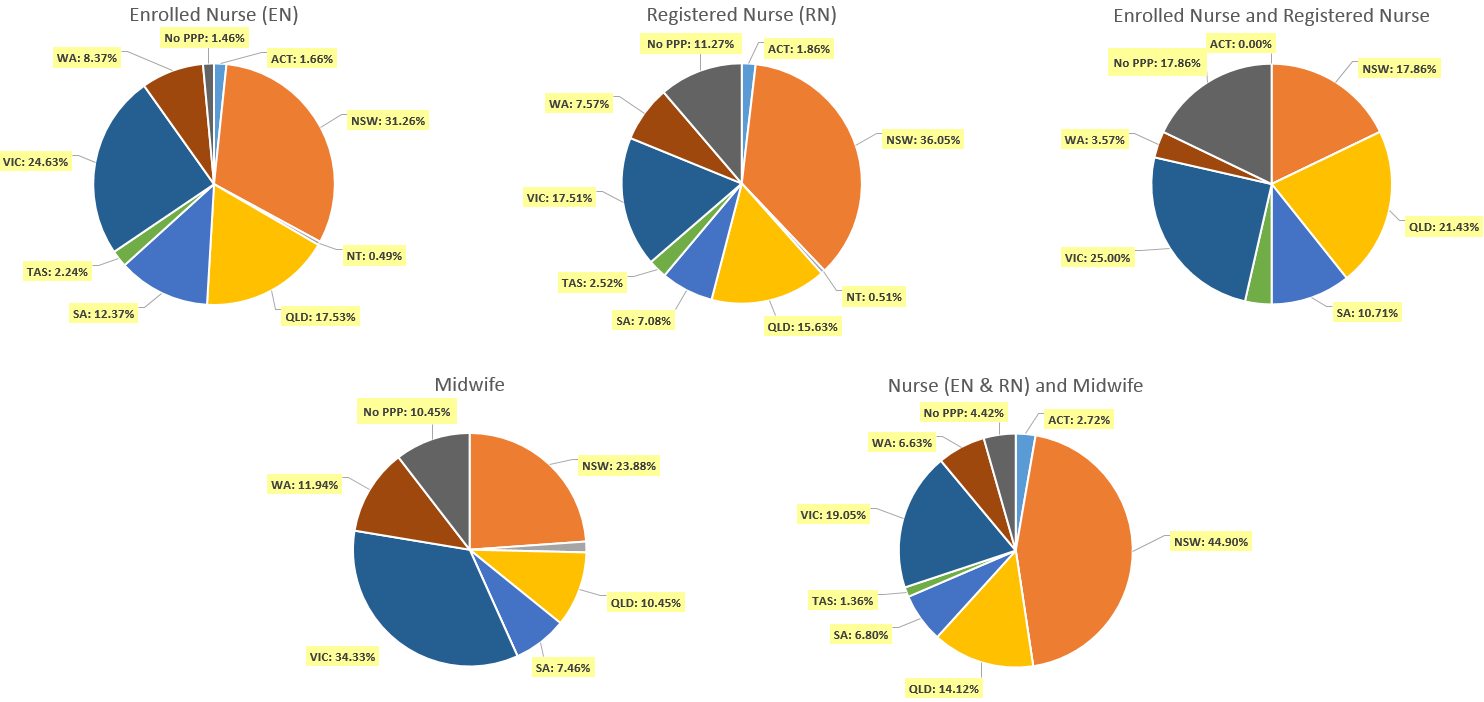 Enrolled Nurse (EN)
No PPP: 1.46%
ACT: 1.66%
WA: 8.37%
NSW: 31.26%
VIC: 24.63%
NT: 0.49%
TAS: 2.24%
SA: 12.37%
QLD: 17.53%
Registered Nurse (RN)
No PPP: 11.27%
ACT: 1.86%
WA: 7.57%
NSW: 36.05%
VIC: 17.51%
TAS: 2.52%
NT: 0.51%
SA: 7.08%
QLD: 15.63%
Enrolled Nurse and Registered Nurse
ACT: 0.00%
No PPP: 17.86%
NSW: 17.86%
WA: 3.57%
QLD: 21.43%
VIC: 25.00%
SA: 10.71%
Midwife
No PPP: 10.45%
NSW: 23.88%
WA: 11.94%
QLD: 10.45%
VIC: 34.33%
SA: 7.46%
Nurse (EN & RN) and Midwife
No PPP: 4.42%
ACT: 2.72%
WA: 6.63%
VIC: 19.05%
NSW: 44.90%
TAS: 1.36%
SA: 6.80%
QLD: 14.12%